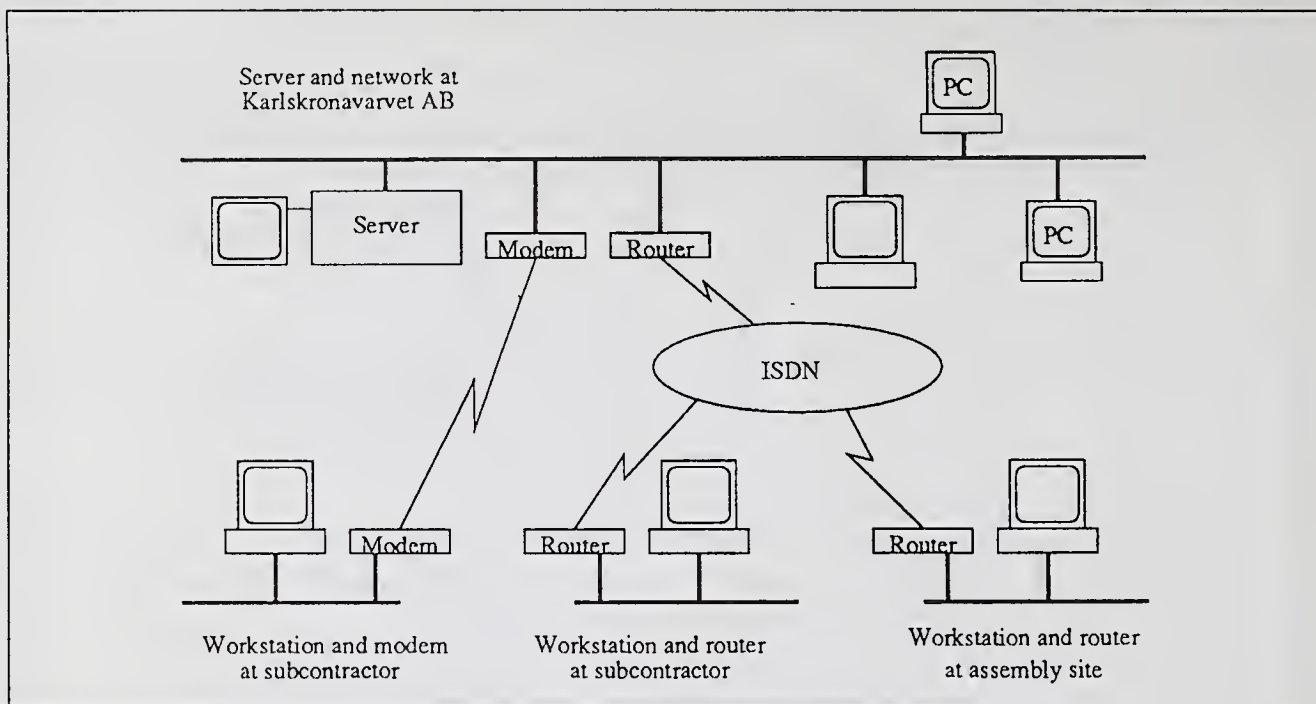 Server and network at
Karlskronavarvet AB
PC
Server
Modem
Router
PC
ISDN
Modem
Router
Router
Workstation and modem
at subcontractor
Workstation and router
at subcontractor
Workstation and router
at assembly site